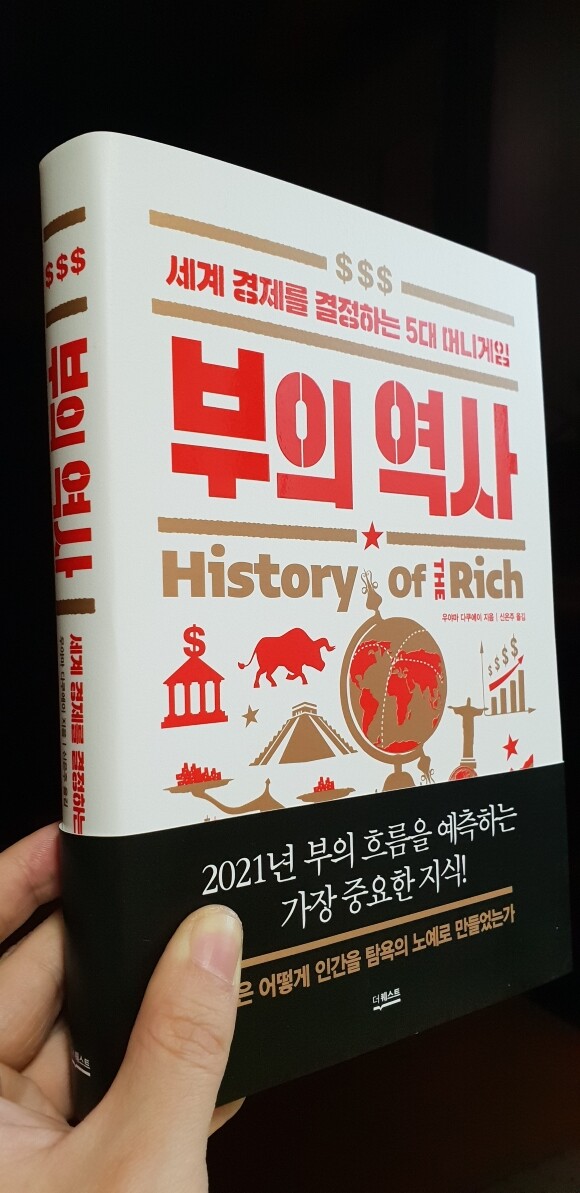 $$$
세계 경제를 결정하는 5대 머니게임
부의 역사
History of THE Rich
우야마 다쿠에이 지음 | 신은주 옮김
$
$$$$
2021년 부의 흐름을 예측하는
가장 중요한 지식!
은 어떻게 인간을 탐욕의 노예로 만들었는가
더퀘스트
$$$
부의 역사
세계 경제를 결정하는
우야마 다쿠에이 지음 | 신은주 옮김
더퀘스트